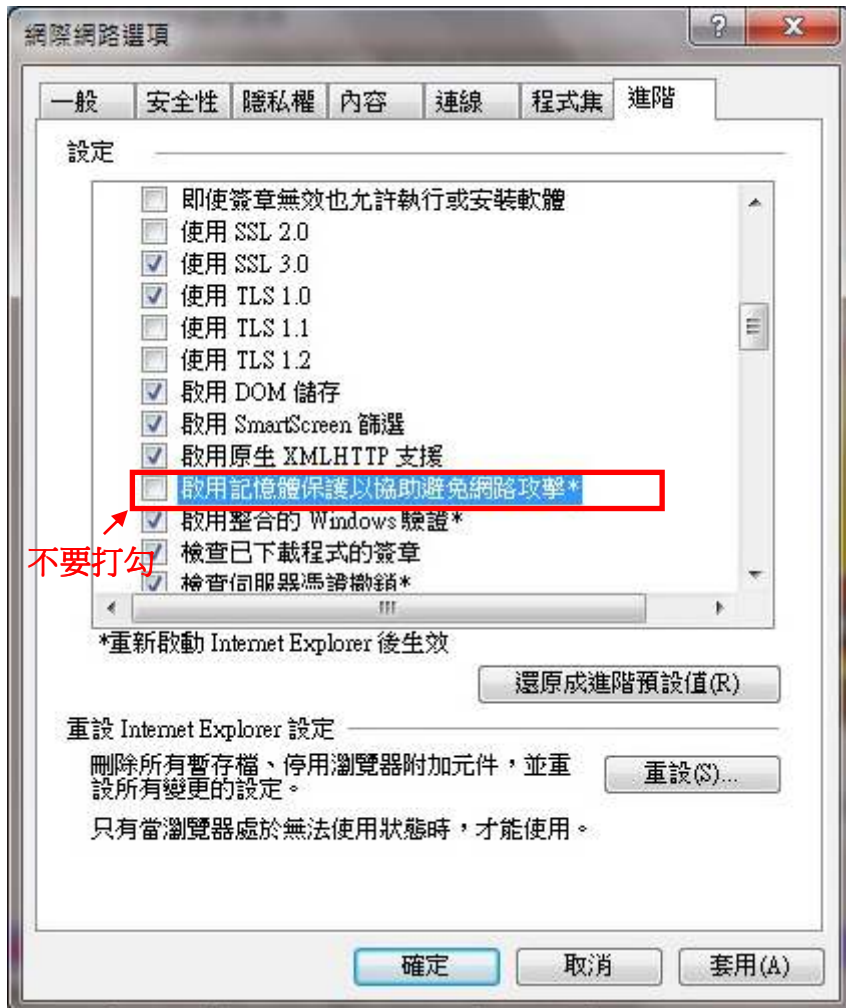 網際網路選項
一般 安全性 隱私權 內容 連線 程式集 進階
設定
即使簽章無效也允許執行或安裝軟體
使用 SSL 2.0
使用 SSL 3.0
使用 TLS 1.0
使用 TLS 1.1
使用 TLS 1.2
啟用 DOM 儲存
啟用 SmartScreen 篩選
啟用原生 XMLHTTP 支援
啟用記憶體保護以協助避免網路攻擊*
啟用整合的 Windows 驗證*
不要打勾
檢查已下載程式的簽章
檢查伺服器憑證撤銷*
*重新啟動 Internet Explorer 後生效
還原成進階預設值(R)
重設 Internet Explorer 設定
刪除所有暫存檔、停用瀏覽器附加元件，並重
設所有變更的設定。
重設(S)...
只有當瀏覽器處於無法使用狀態時，才能使用。
確定 取消 套用(A)